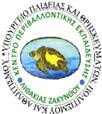 ΥΠΟΥΡΓΕΙΟ ΠΑΙΔΕΙΑΣ ΚΑΙ ΘΡΗΣΚΕΥΜΑΤΩΝ, ΠΟΛΙΤΙΣΜΟΥ ΚΑΙ ΑΘΛΗΤΙΣΜΟΥ
ΚΕΝΤΡΟ ΠΕΡΙΒΑΛΛΟΝΤΙΚΗΣ ΕΚΠΑΙΔΕΥΣΗΣ
ΛΙΘΑΚΙΑΣ ΖΑΚΥΝΘΟΥ